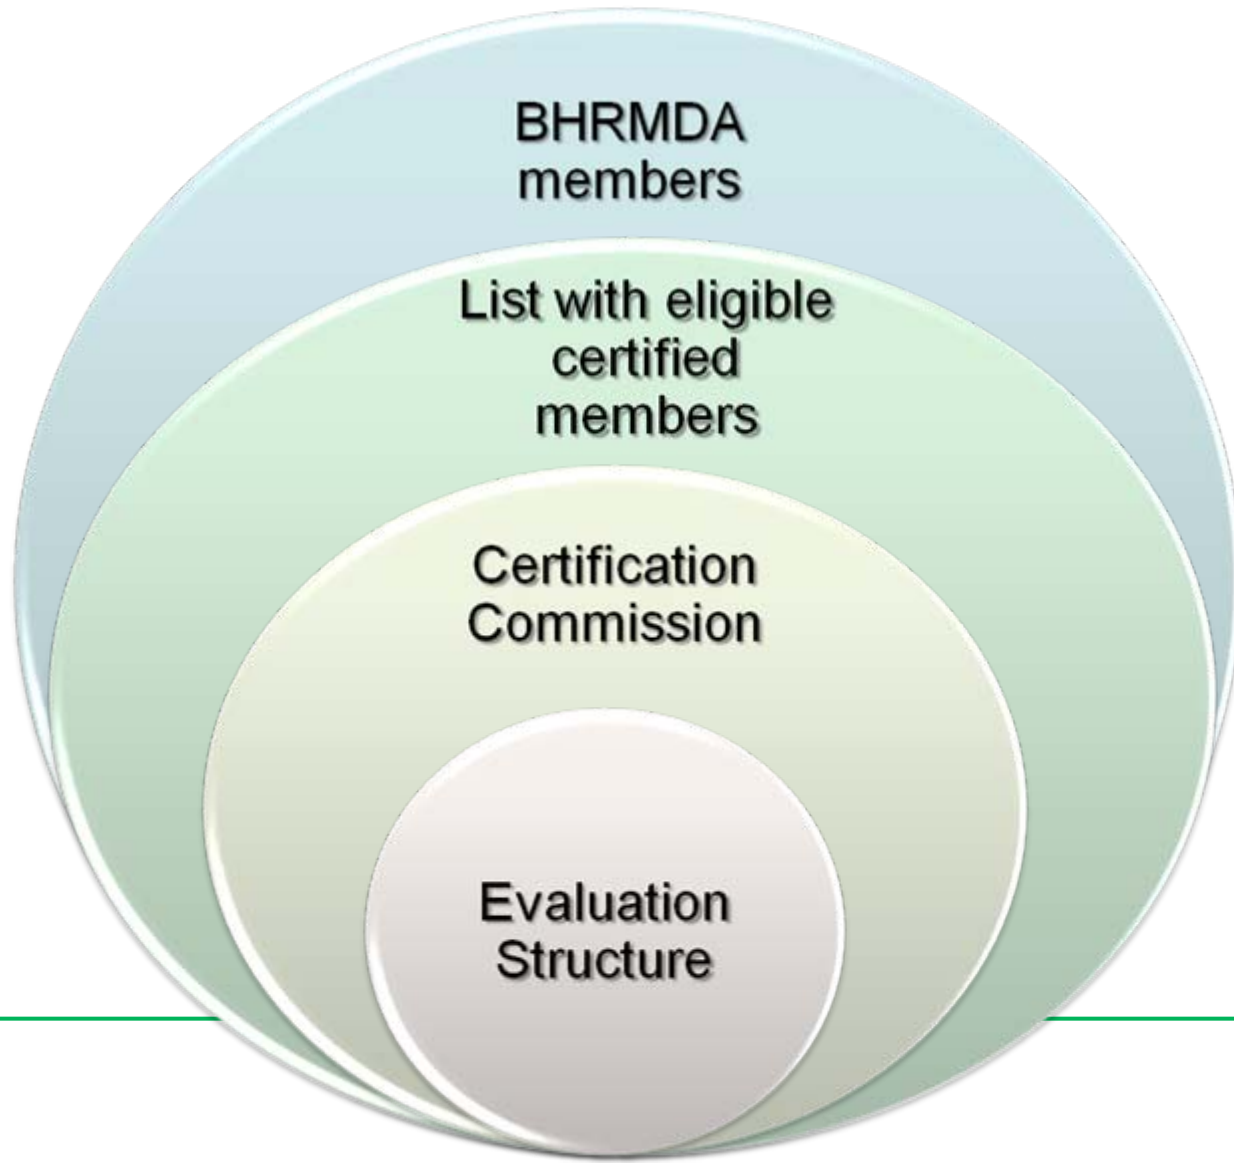 BHRMDA
members
List with eligible
certified
members
Certification
Commission
Evaluation
Structure